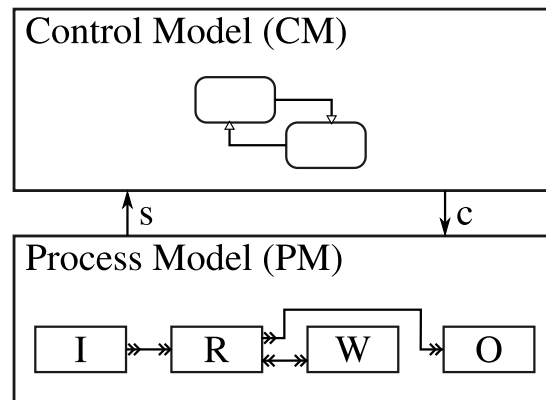 Control Model (CM)
s
c
Process Model (PM)
I
R
W
O